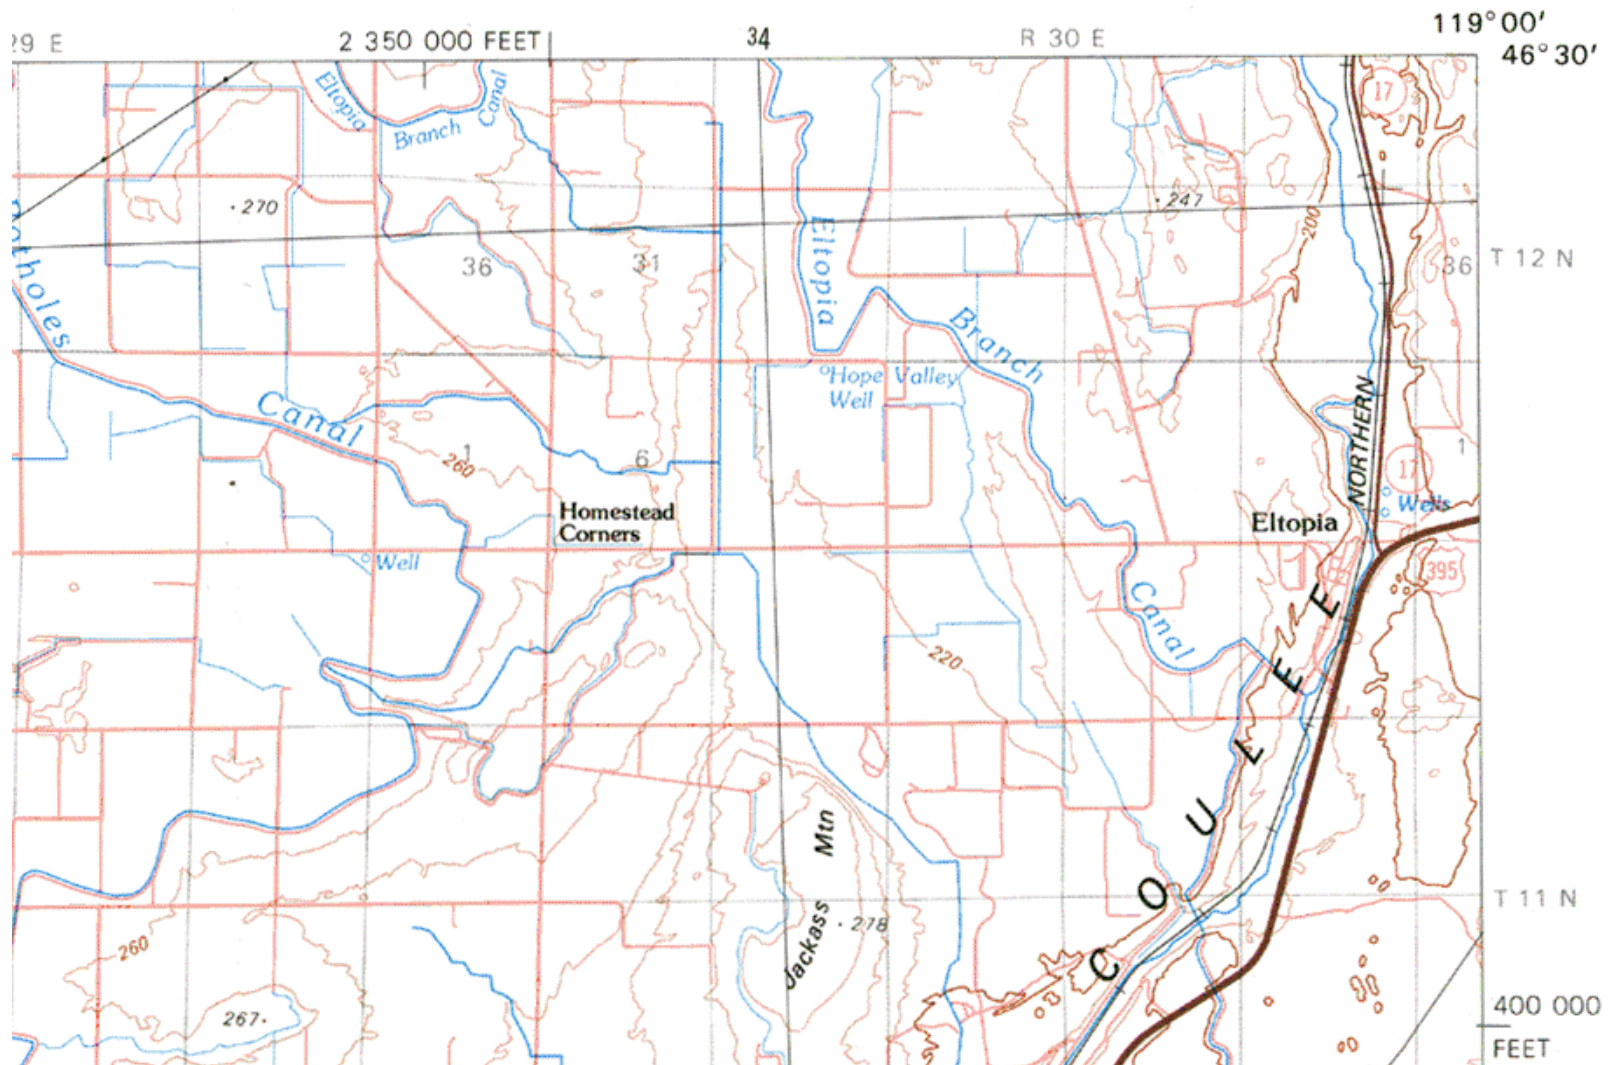 29 E
2 350 000 FEET
34
R 30 E
119°00'
46°30'
Eltopia
Branch
Canal
17
270
247
200
Eltopia
36
31
36
T 12 N
Potholes
Branch
Hope Valley
Well
NORTHERN
Canal
1
260
6
1
17
Wells
Homestead
Corners
Eltopia
Well
395
Canal
220
COULEE
Jackass Mtn
278
T 11 N
260
267
400 000
FEET